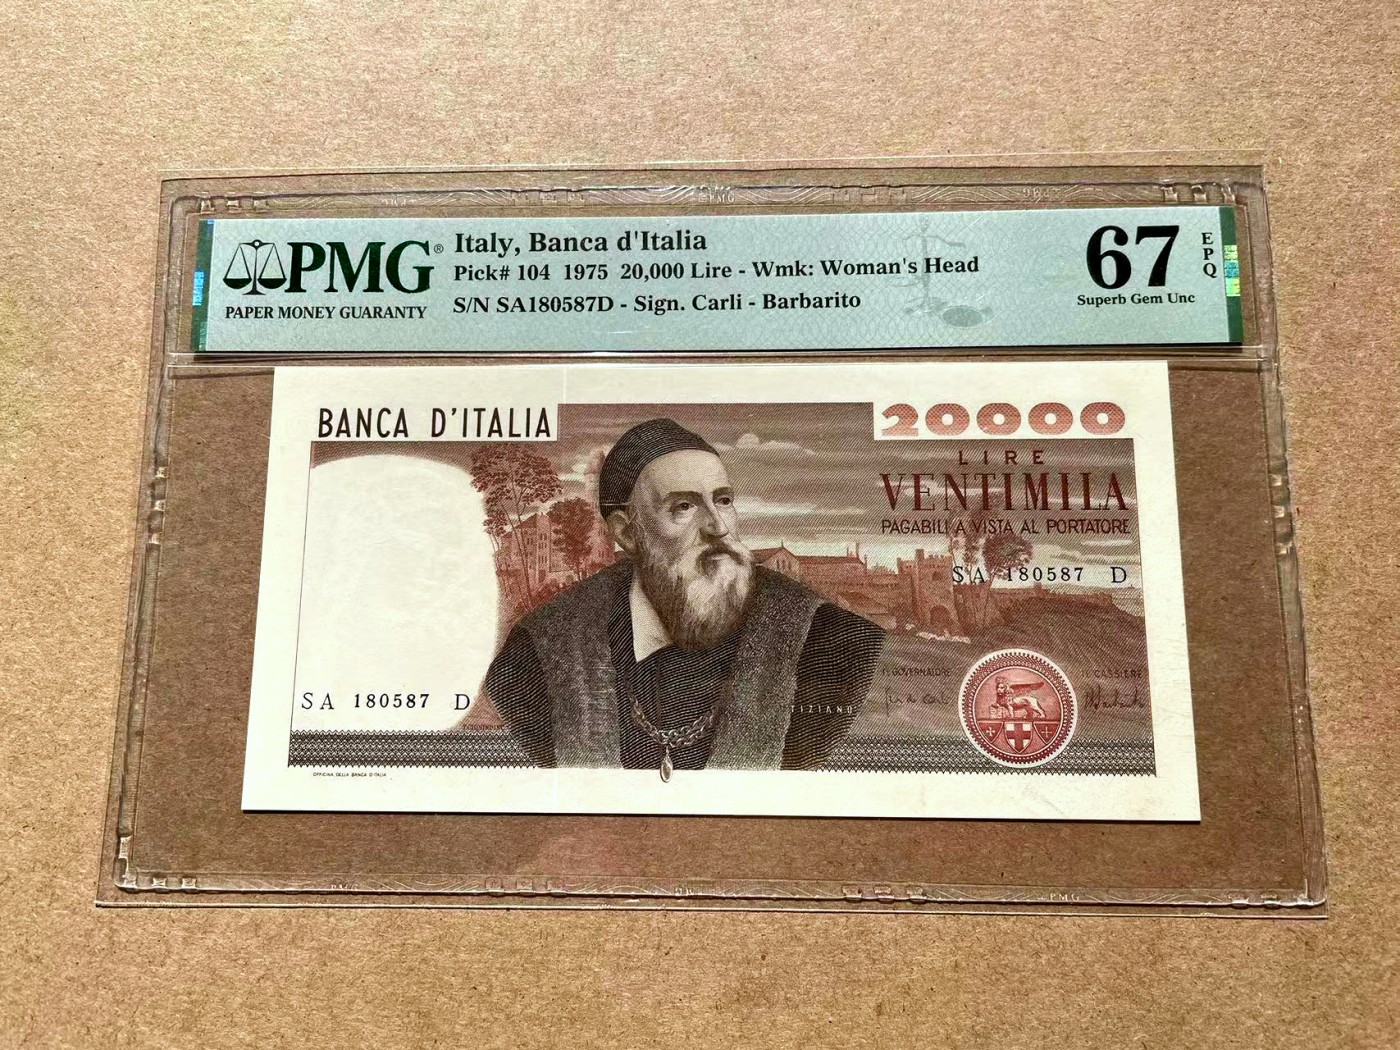 PMG®
PAPER MONEY GUARANTY
Italy, Banca d'Italia
Pick# 104 1975 20,000 Lire - Wmk: Woman's Head
S/N SA180587D - Sign. Carli - Barbarito
67
EPQ
Superb Gem Unc
BANCA D'ITALIA
20000
LIRE
VENTIMILA
PAGABILI A VISTA AL PORTATORE
SA 180587 D
SA 180587 D
IL GOVERNATORE
IL CASSIERE
TIZIANO
OFFICINA DELLA BANCA D'ITALIA